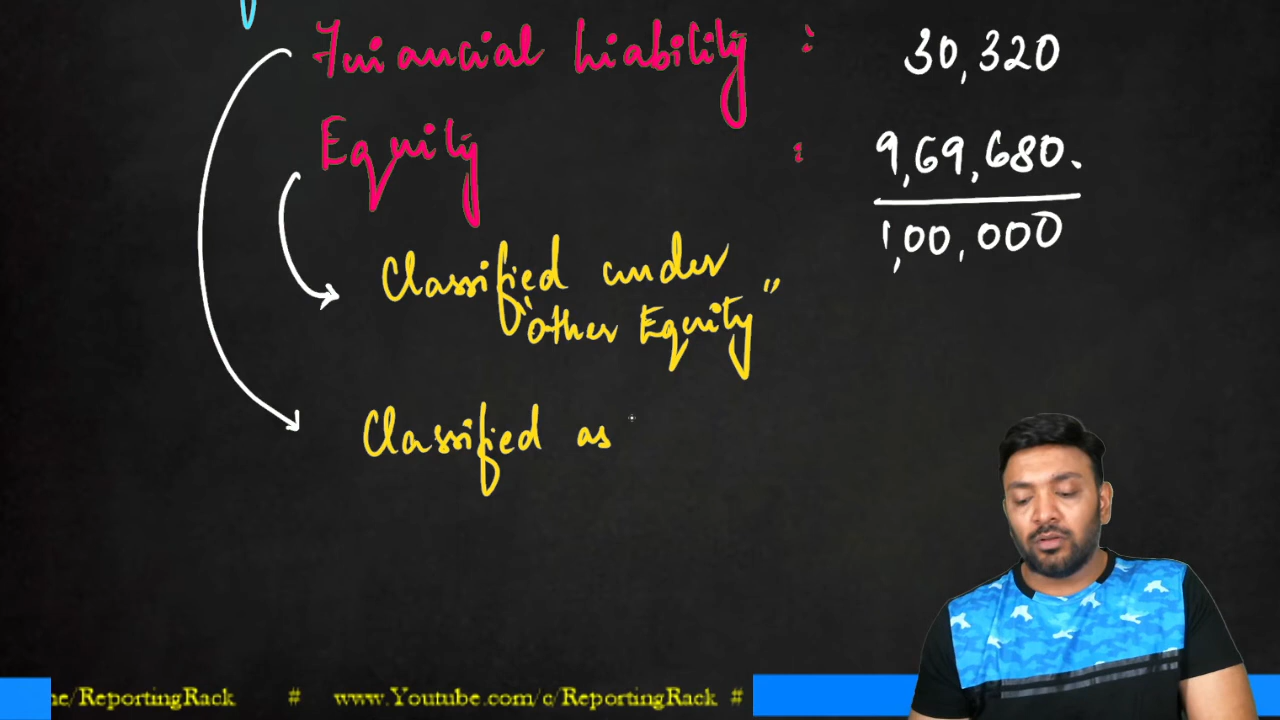 Financial Liability : 30,320
Equity : 9,69,680.
1,00,000
Classified under
"other Equity"
Classified as
me/ReportingRack # www.Youtube.com/c/ReportingRack #